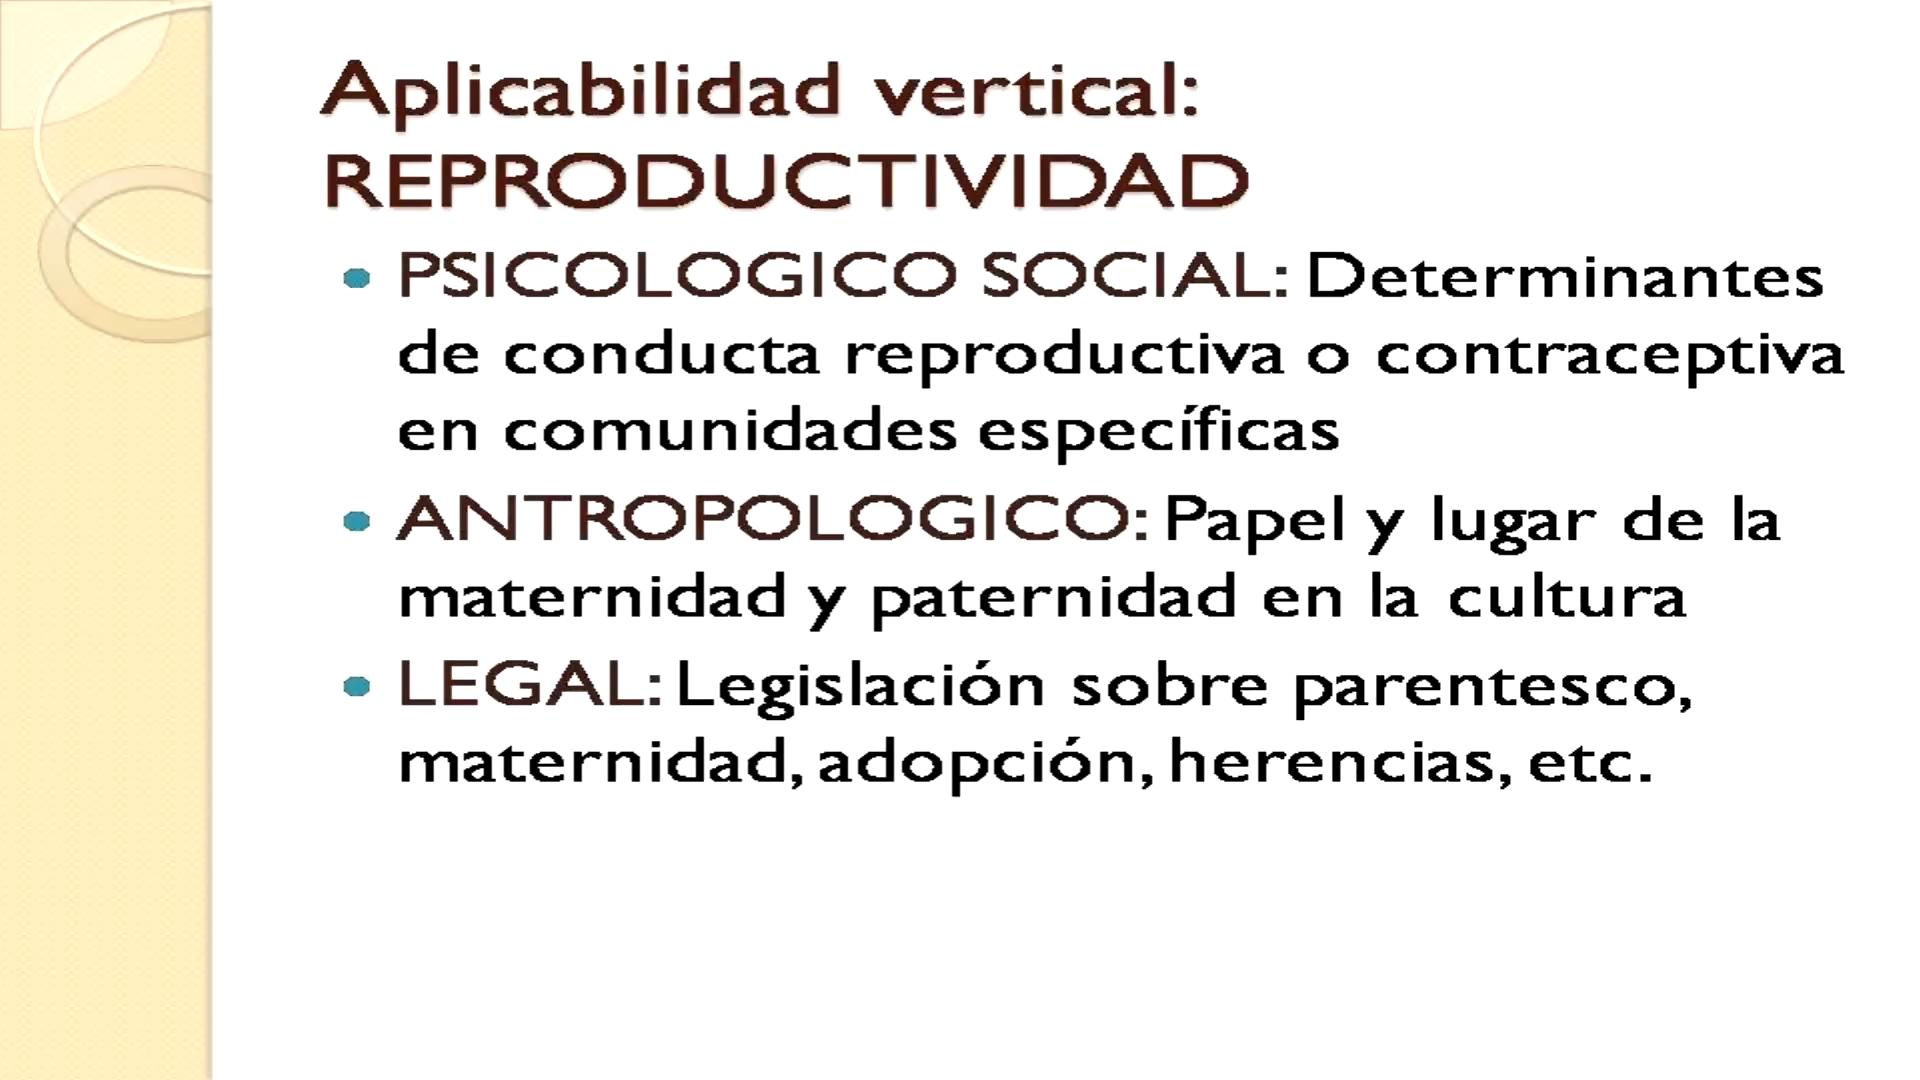 Aplicabilidad vertical:
REPRODUCTIVIDAD
• PSICOLOGICO SOCIAL: Determinantes
de conducta reproductiva o contraceptiva
en comunidades específicas
• ANTROPOLOGICO: Papel y lugar de la
maternidad y paternidad en la cultura
• LEGAL: Legislación sobre parentesco,
maternidad, adopción, herencias, etc.